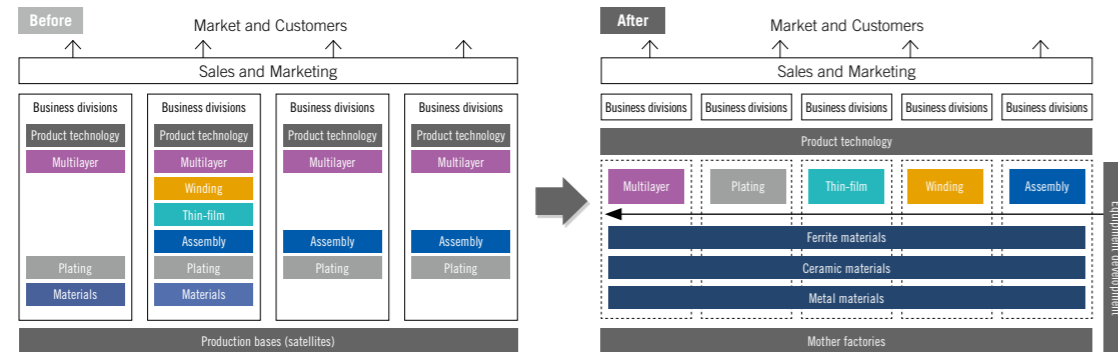 Before
Market and Customers
Sales and Marketing
Business divisions
Product technology
Multilayer
Plating
Materials
Business divisions
Product technology
Multilayer
Winding
Thin-film
Assembly
Plating
Materials
Business divisions
Product technology
Multilayer
Assembly
Plating
Business divisions
Product technology
Multilayer
Assembly
Plating
Production bases (satellites)
After
Market and Customers
Sales and Marketing
Business divisions
Business divisions
Business divisions
Business divisions
Business divisions
Product technology
Multilayer
Plating
Thin-film
Winding
Assembly
Ferrite materials
Ceramic materials
Metal materials
Mother factories
Equipment development